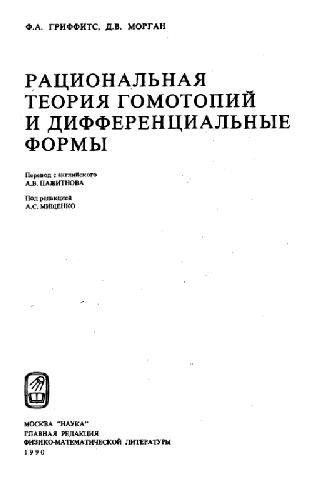 Ф.А. ГРИФФИТС, Д.В. МОРГАН
РАЦИОНАЛЬНАЯ
ТЕОРИЯ ГОМОТОПИЙ
И ДИФФЕРЕНЦИАЛЬНЫЕ
ФОРМЫ
Перевод с английского
А.В. ПАЖИТНОВА
Под редакцией
А.С. МИЩЕНКО
МОСКВА "НАУКА"
ГЛАВНАЯ РЕДАКЦИЯ
ФИЗИКО-МАТЕМАТИЧЕСКОЙ ЛИТЕРАТУРЫ
1990